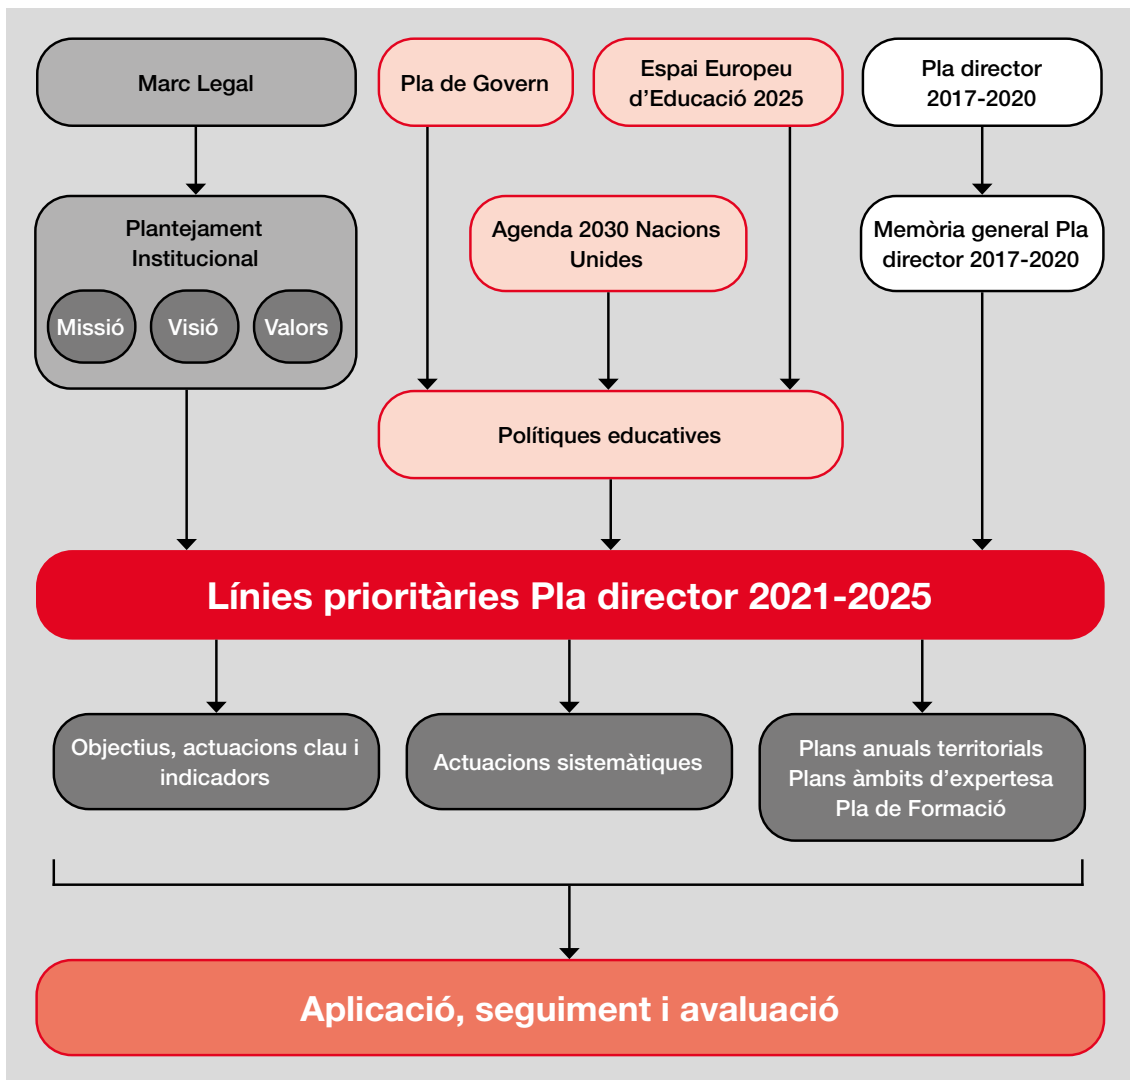 Marc Legal
Pla de Govern
Espai Europeu
d’Educació 2025
Pla director
2017-2020
Plantejament
Institucional
Missió
Visió
Valors
Agenda 2030 Nacions
Unides
Memòria general Pla
director 2017-2020
Polítiques educatives
Línies prioritàries Pla director 2021-2025
Objectius, actuacions clau i
indicadors
Actuacions sistemàtiques
Plans anuals territorials
Plans àmbits d’expertesa
Pla de Formació
Aplicació, seguiment i avaluació